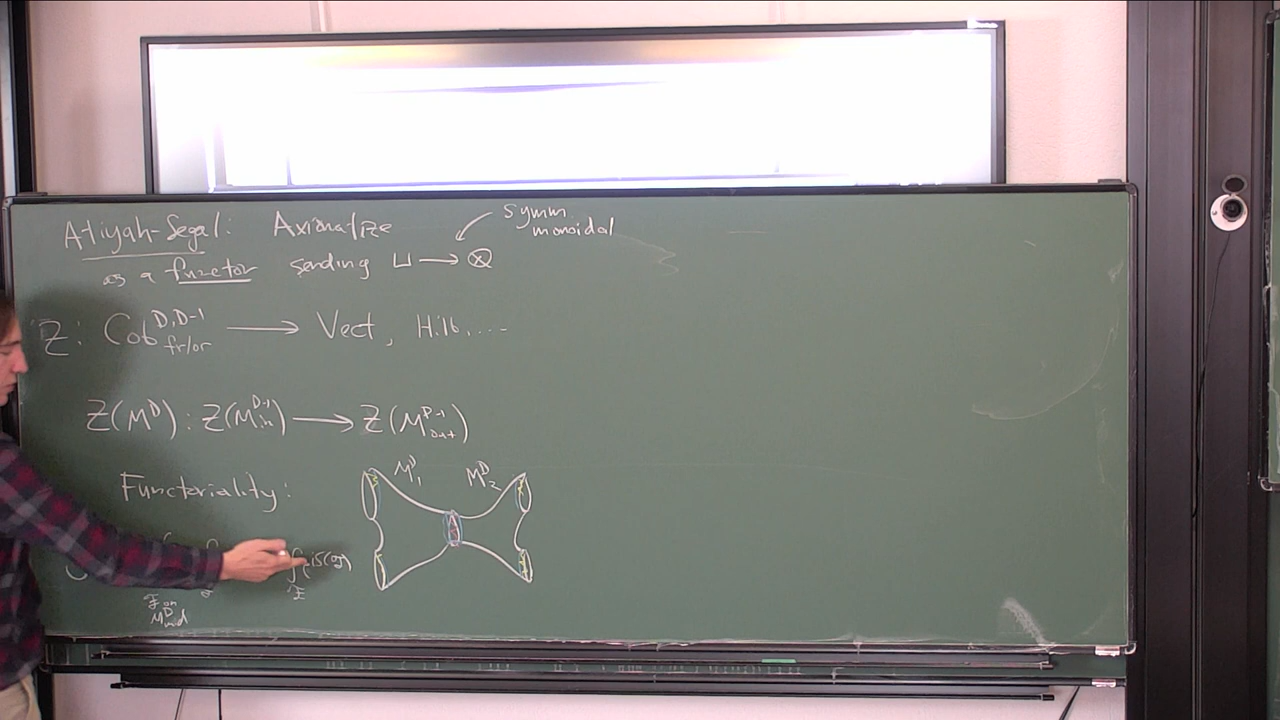 Atiyah-Segal: Axiomatize
symm
monoidal
as a functor sending ⊔ → ⊗
Z: Cob^{D,D-1}_{fr/or} → Vect, Hilb, ...
Z(M^D): Z(M^{D-1}_{in}) → Z(M^{D-1}_{out})
Functoriality: M^D_1 M^D_2
∫ ∫ ∫ e^{iS(φ)}